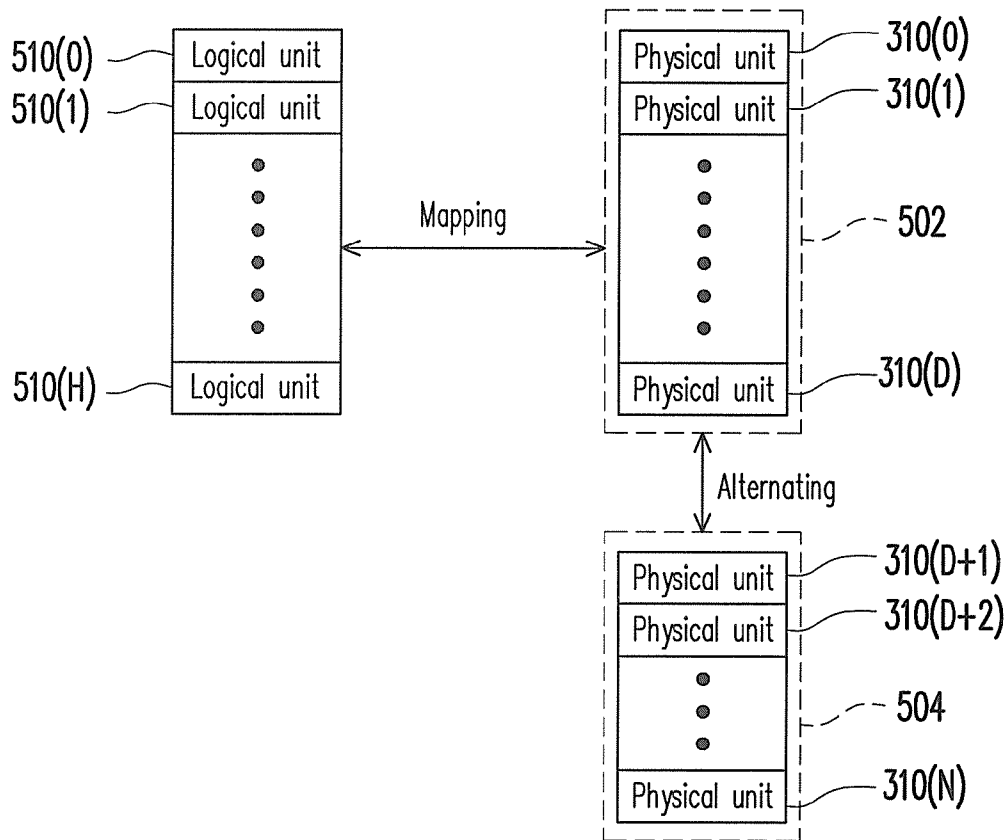 510(0)
Logical unit
510(1)
Logical unit
510(H)
Logical unit
Mapping
Physical unit
310(0)
Physical unit
310(1)
502
Physical unit
310(D)
Alternating
Physical unit
310(D+1)
Physical unit
310(D+2)
504
Physical unit
310(N)